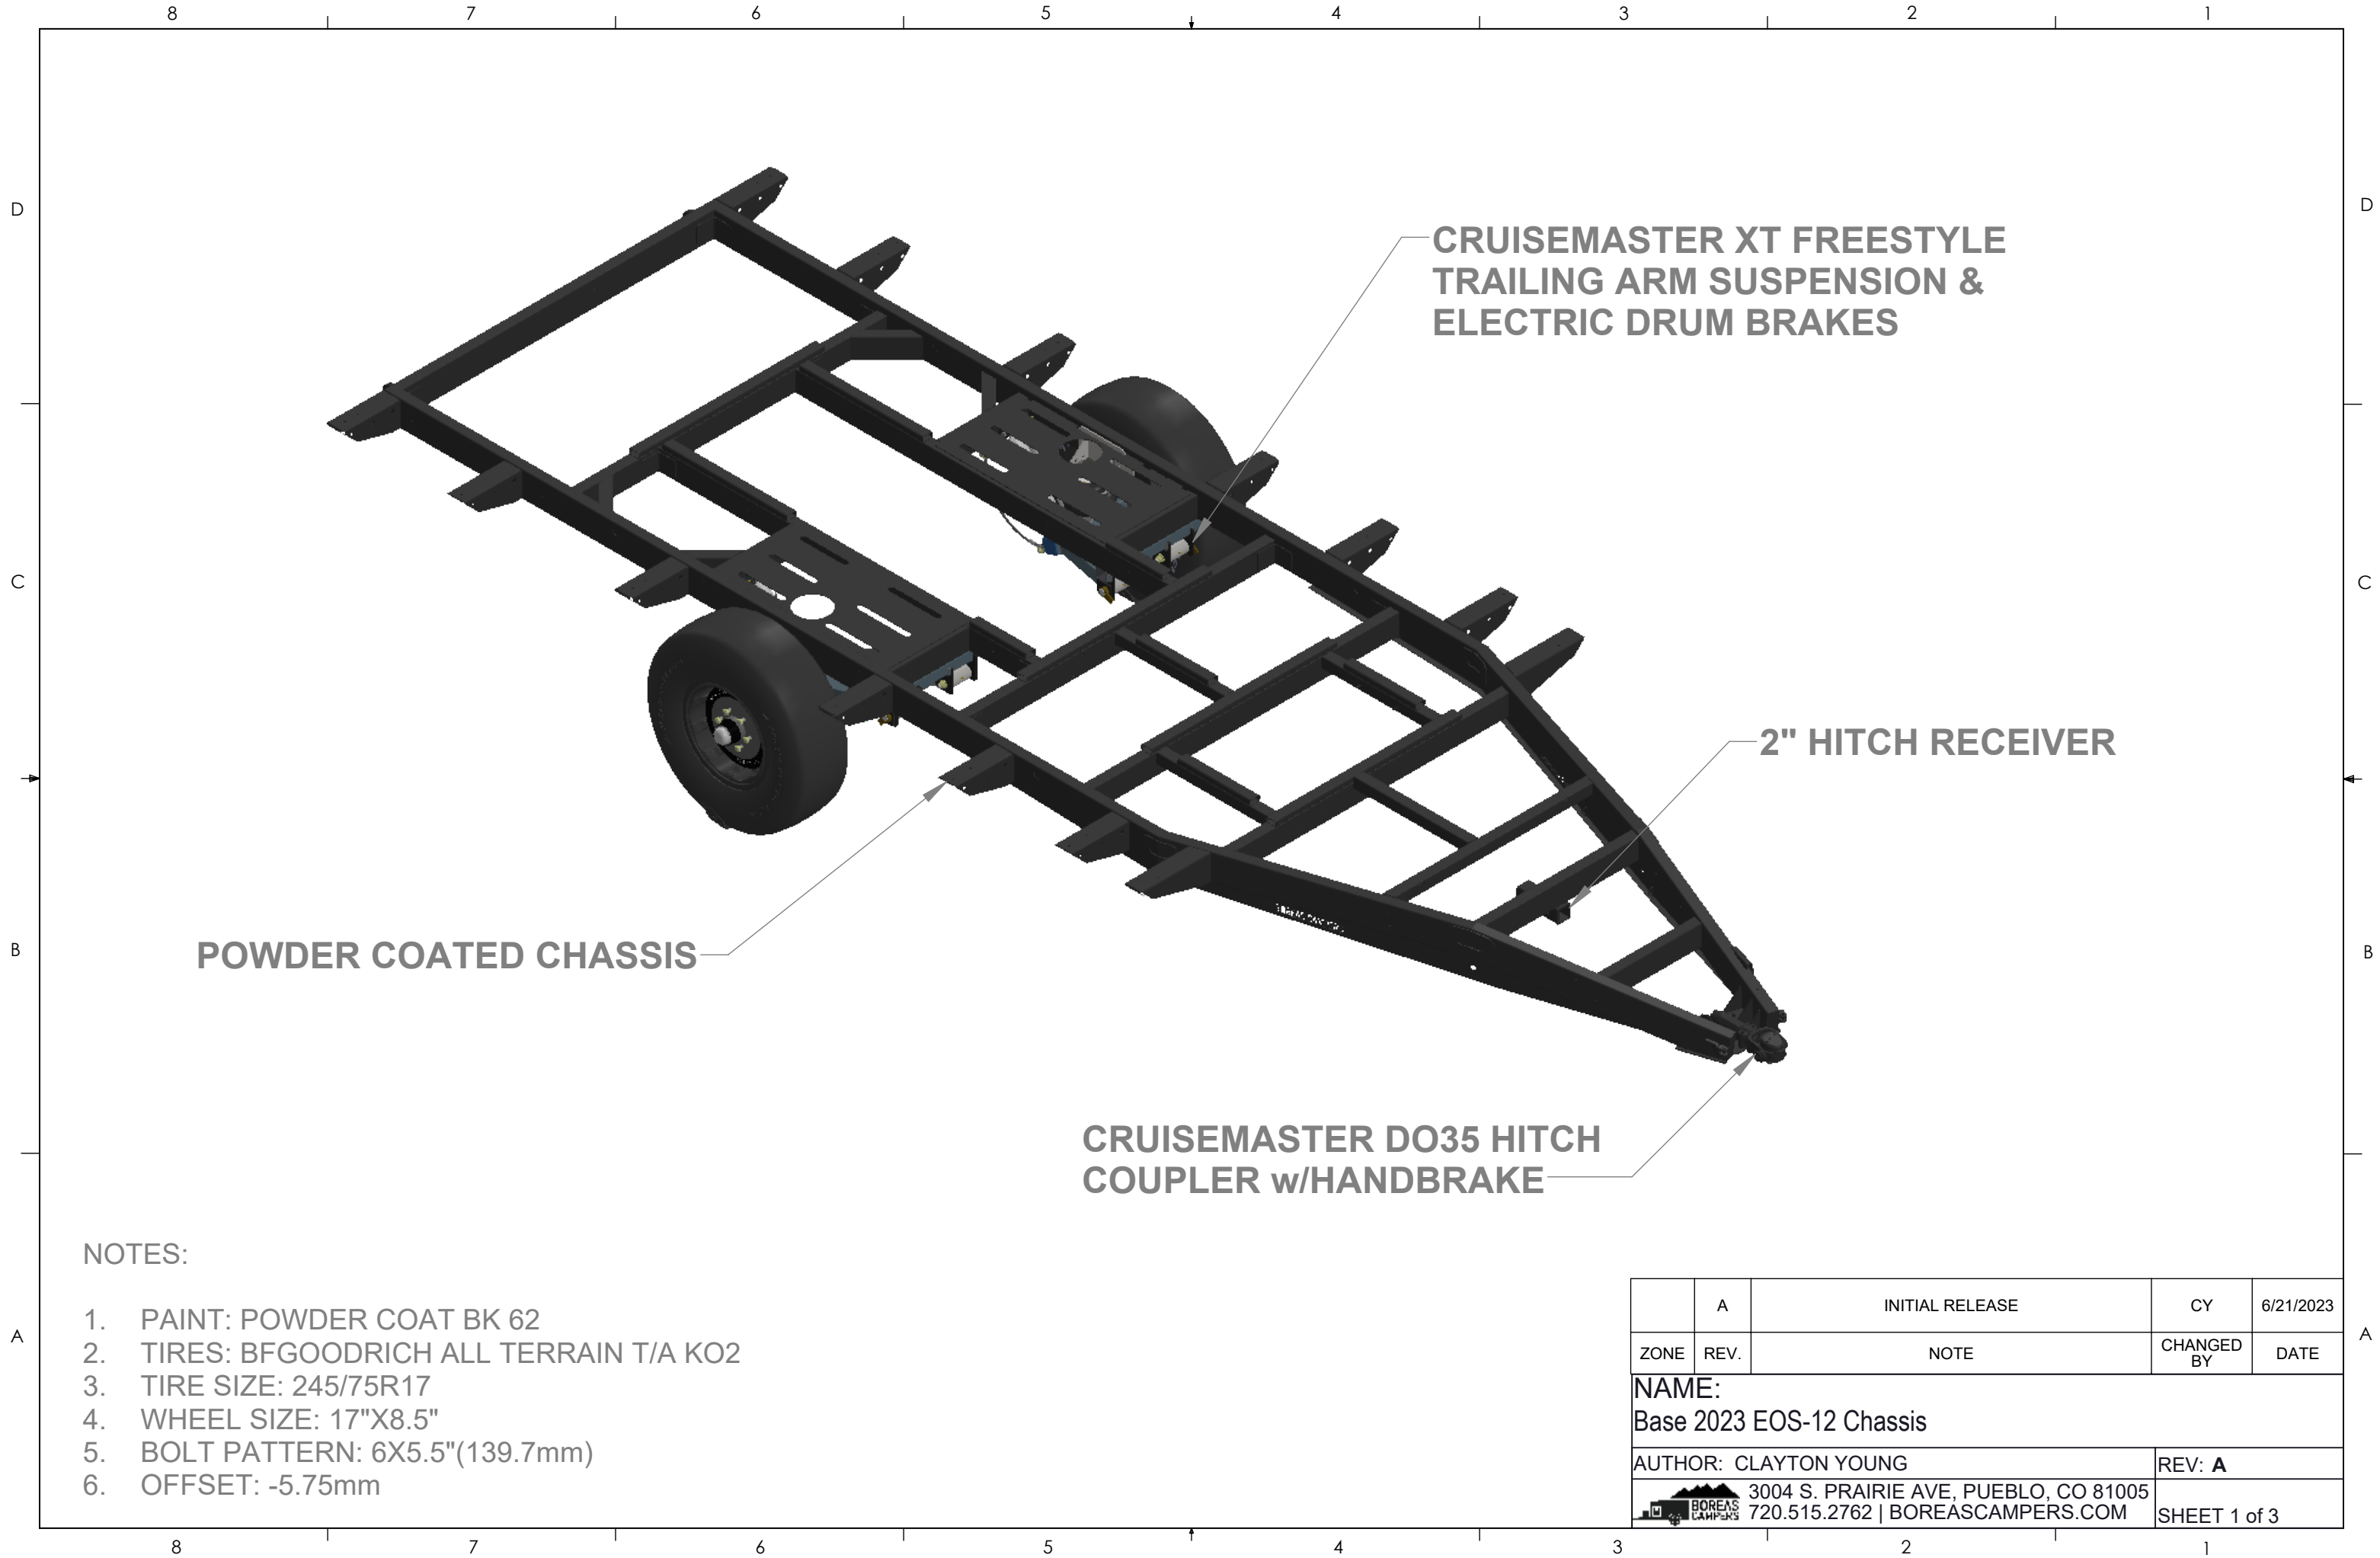 8 7 6 5 4 3 2 1
D D
CRUISEMASTER XT FREESTYLE
TRAILING ARM SUSPENSION &
ELECTRIC DRUM BRAKES
C C
2" HITCH RECEIVER
POWDER COATED CHASSIS
B B
CRUISEMASTER DO35 HITCH
COUPLER w/HANDBRAKE
NOTES:
1. PAINT: POWDER COAT BK 62
2. TIRES: BFGOODRICH ALL TERRAIN T/A KO2
3. TIRE SIZE: 245/75R17
4. WHEEL SIZE: 17"X8.5"
5. BOLT PATTERN: 6X5.5"(139.7mm)
6. OFFSET: -5.75mm
A A
A INITIAL RELEASE CY 6/21/2023
ZONE REV. NOTE CHANGED BY DATE
NAME:
Base 2023 EOS-12 Chassis
AUTHOR: CLAYTON YOUNG REV: A
BOREAS
CAMPERS
3004 S. PRAIRIE AVE, PUEBLO, CO 81005
720.515.2762 | BOREASCAMPERS.COM
SHEET 1 of 3
8 7 6 5 4 3 2 1